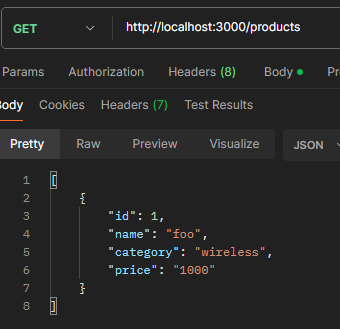 GET http://localhost:3000/products
Params Authorization Headers (8) Body
Body Cookies Headers (7) Test Results
Pretty Raw Preview Visualize JSON
1 [
2 {
3 "id": 1,
4 "name": "foo",
5 "category": "wireless",
6 "price": "1000"
7 }
8 ]